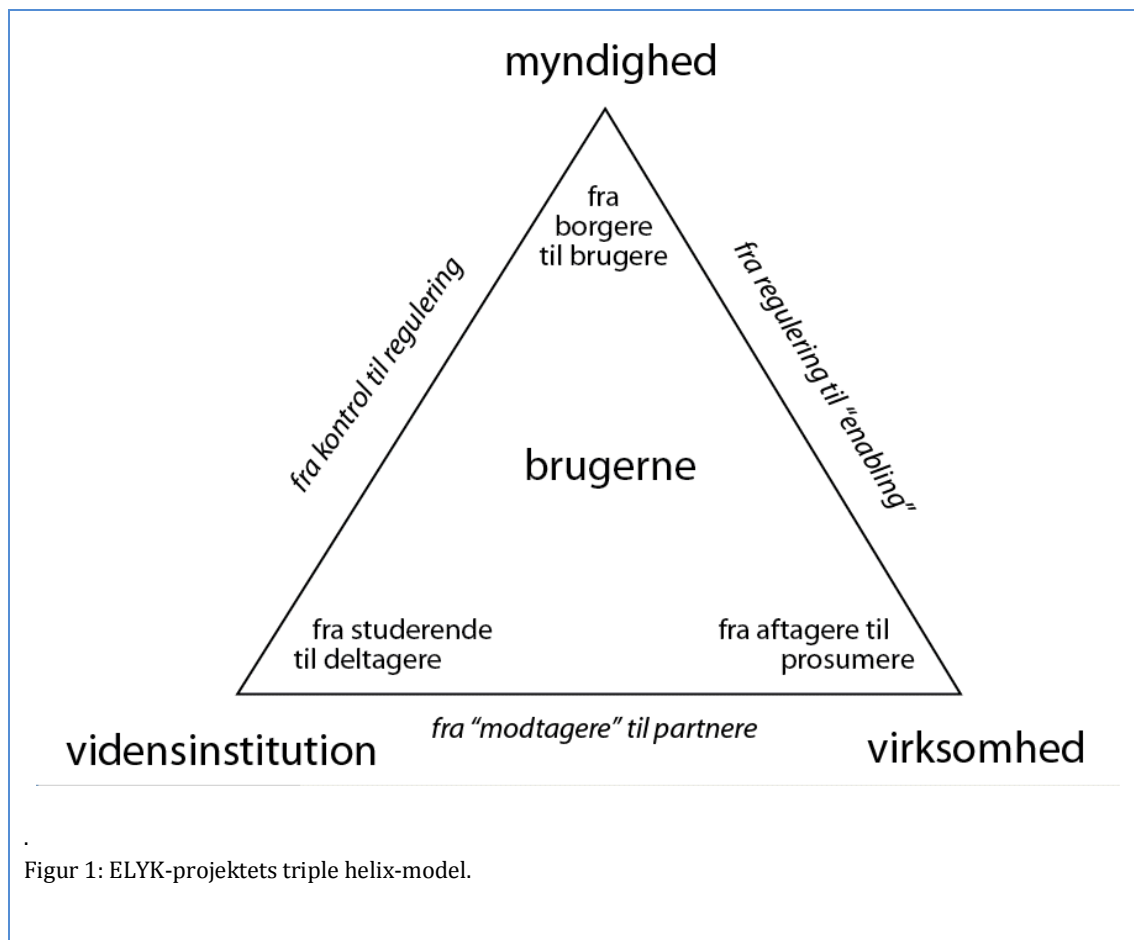 myndighed
fra
borgere
til brugere
fra kontrol til regulering
fra regulering til “enabling”
brugerne
fra studerende
til deltagere
fra aftagere til
prosumere
fra “modtagere” til partnere
vidensinstitution
virksomhed
.
Figur 1: ELYK-projektets triple helix-model.